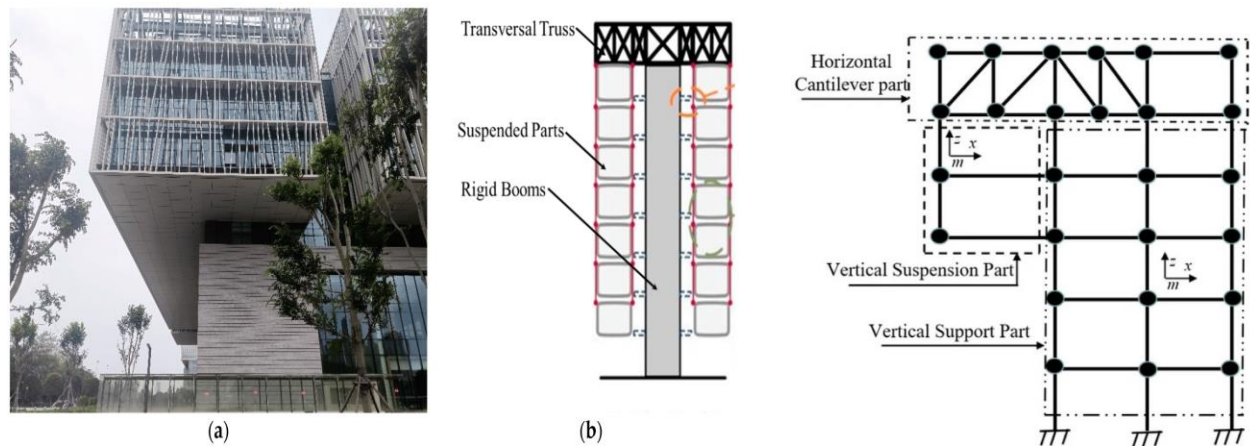 Transversal Truss
Suspended Parts
Rigid Booms
(a)
(b)
Horizontal
Cantilever part
z
x
m
Vertical Suspension Part
z
x
m
Vertical Support Part